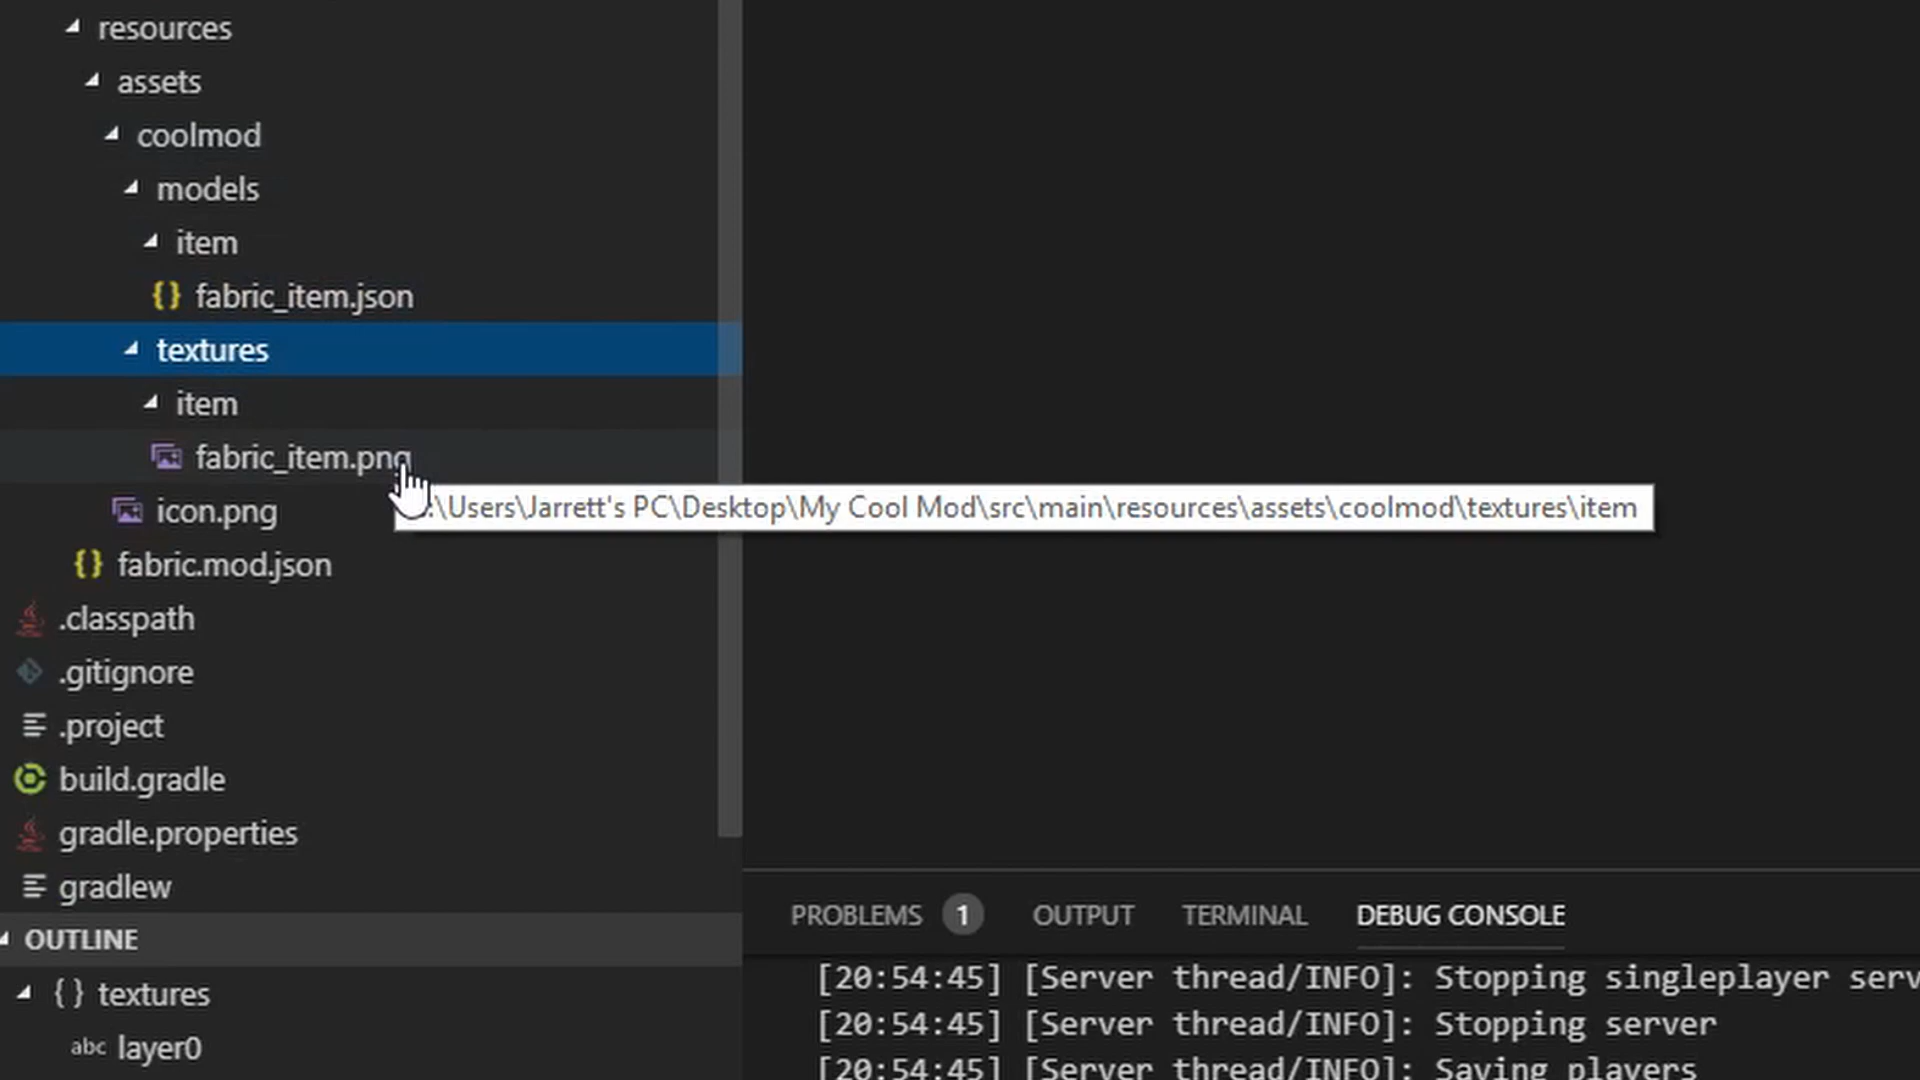 resources
assets
coolmod
models
item
{} fabric_item.json
textures
item
fabric_item.png
:\Users\Jarrett's PC\Desktop\My Cool Mod\src\main\resources\assets\coolmod\textures\item
icon.png
{} fabric.mod.json
.classpath
.gitignore
.project
build.gradle
gradle.properties
gradlew
OUTLINE
{} textures
abc layer0
PROBLEMS 1 OUTPUT TERMINAL DEBUG CONSOLE
[20:54:45] [Server thread/INFO]: Stopping singleplayer serv
[20:54:45] [Server thread/INFO]: Stopping server
[20:54:45] [Server thread/INFO]: Saving players